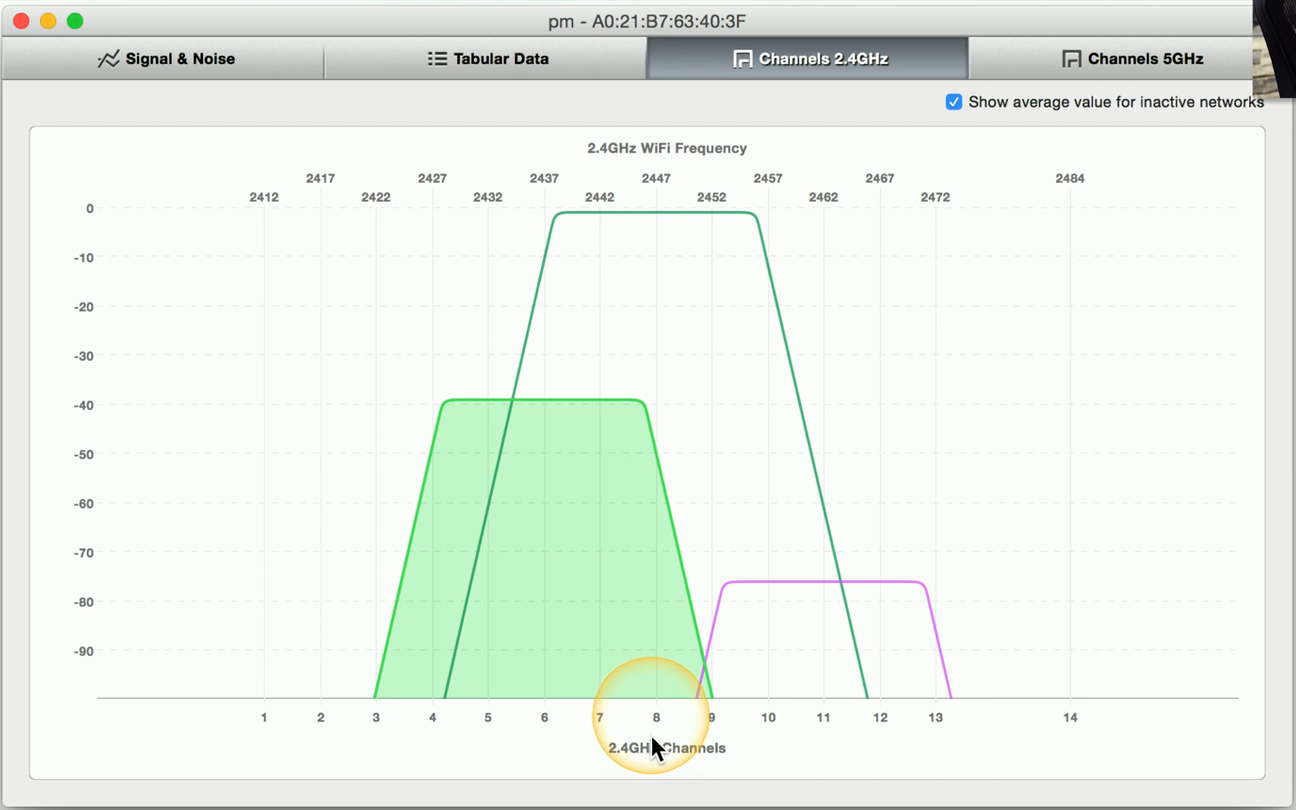 pm - A0:21:B7:63:40:3F
Signal & Noise
Tabular Data
Channels 2.4GHz
Channels 5GHz
Show average value for inactive networks
2.4GHz WiFi Frequency
2417 2427 2437 2447 2457 2467 2484
2412 2422 2432 2442 2452 2462 2472
0
-10
-20
-30
-40
-50
-60
-70
-80
-90
1 2 3 4 5 6 7 8 9 10 11 12 13 14
2.4GHz Channels